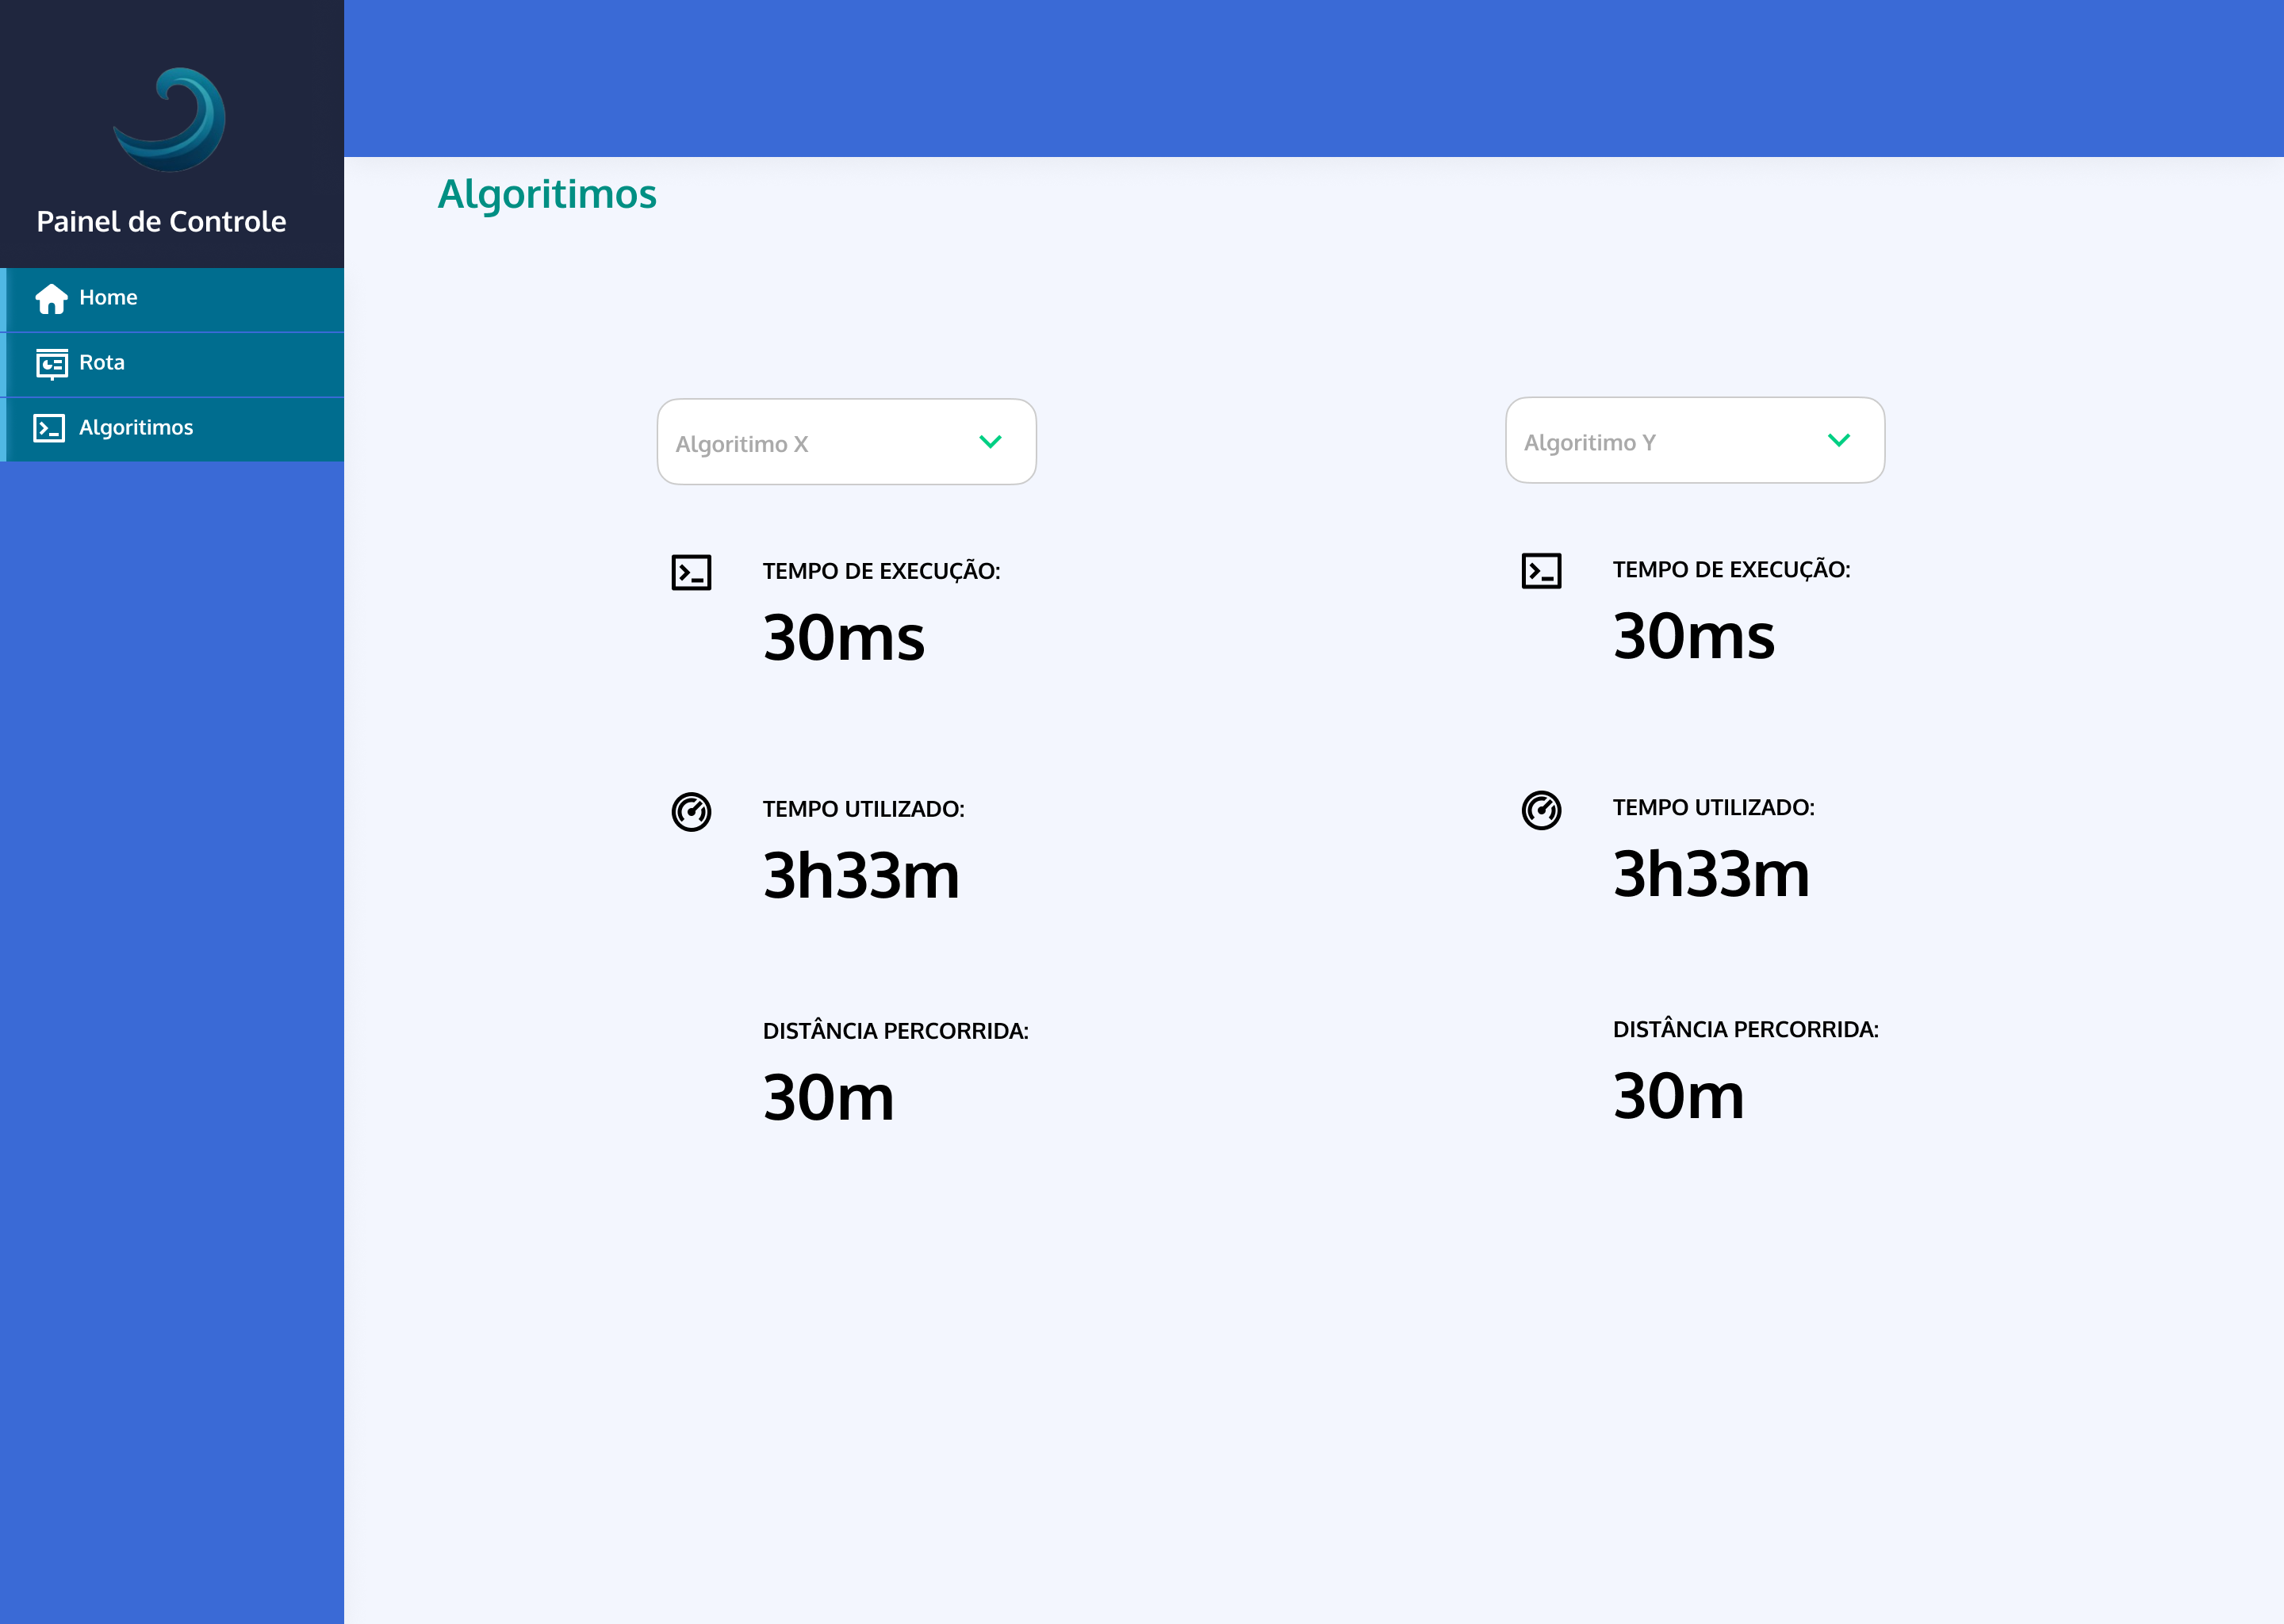 Painel de Controle
Home
Rota
Algoritimos
Algoritimos
Algoritimo X
TEMPO DE EXECUÇÃO:
30ms
TEMPO UTILIZADO:
3h33m
DISTÂNCIA PERCORRIDA:
30m
Algoritimo Y
TEMPO DE EXECUÇÃO:
30ms
TEMPO UTILIZADO:
3h33m
DISTÂNCIA PERCORRIDA:
30m